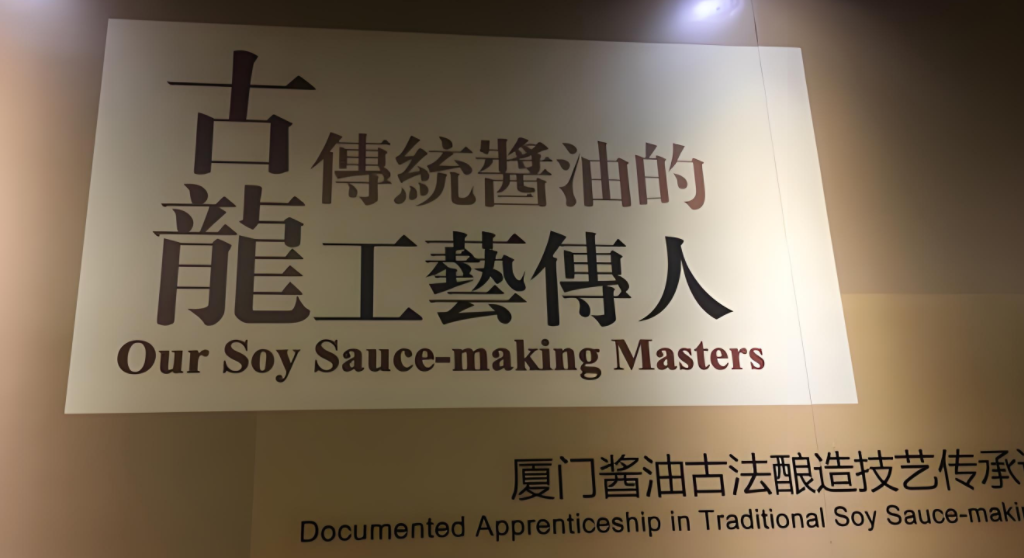 古龍
傳統醬油的
工藝傳人
Our Soy Sauce-making Masters
厦门酱油古法酿造技艺传承
Documented Apprenticeship in Traditional Soy Sauce-makin